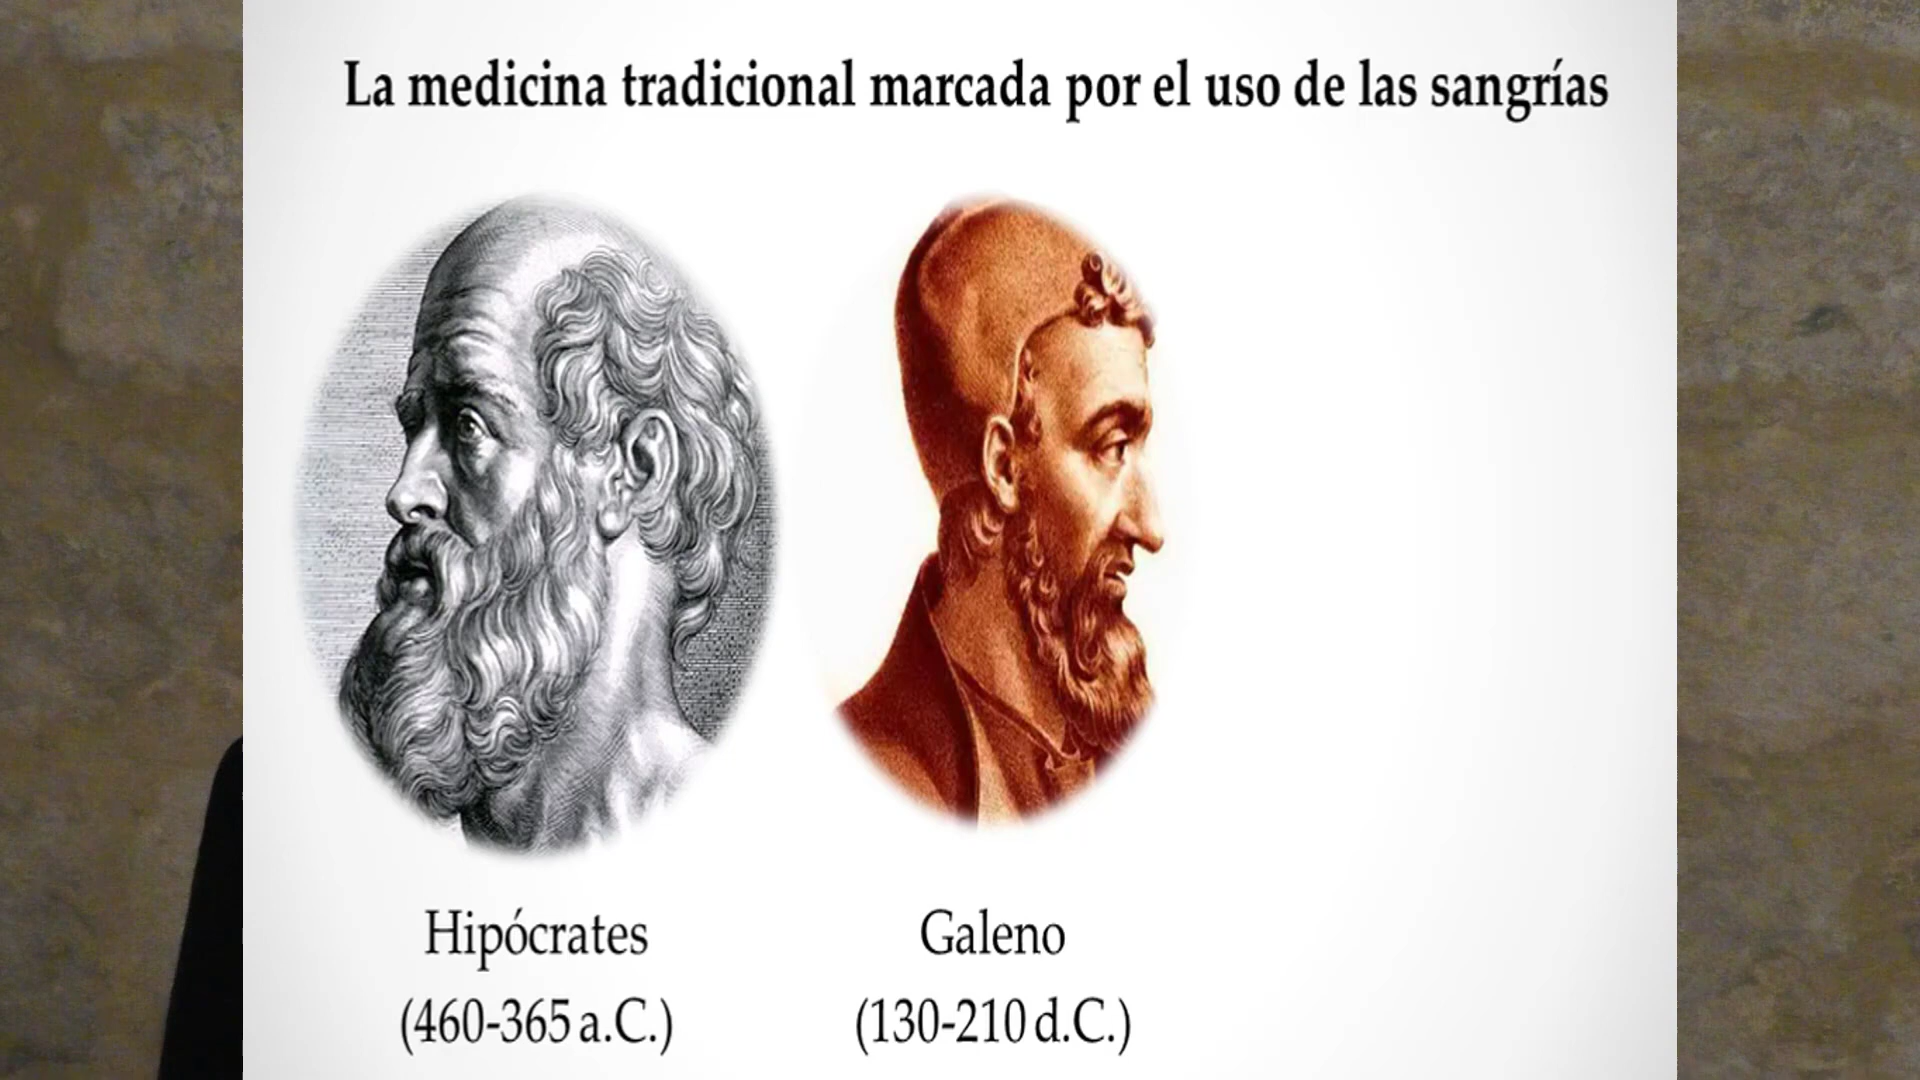 La medicina tradicional marcada por el uso de las sangrías
Hipócrates
(460-365 a.C.)
Galeno
(130-210 d.C.)